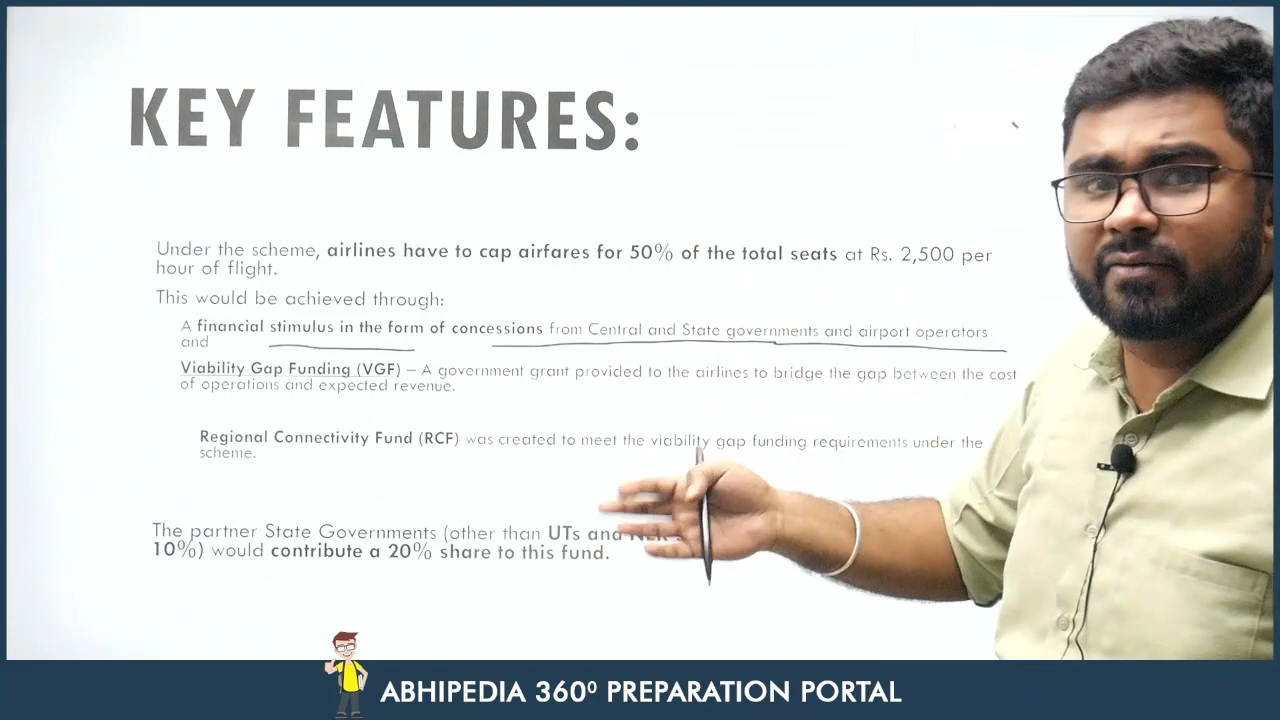 KEY FEATURES:
Under the scheme, airlines have to cap airfares for 50% of the total seats at Rs. 2,500 per
hour of flight.
This would be achieved through:
A financial stimulus in the form of concessions from Central and State governments and airport operators
and
Viability Gap Funding (VGF) – A government grant provided to the airlines to bridge the gap between the cost
of operations and expected revenue.
Regional Connectivity Fund (RCF) was created to meet the viability gap funding requirements under the
scheme.
The partner State Governments (other than UTs and
10%) would contribute a 20% share to this fund.
ABHIPEDIA 360⁰ PREPARATION PORTAL